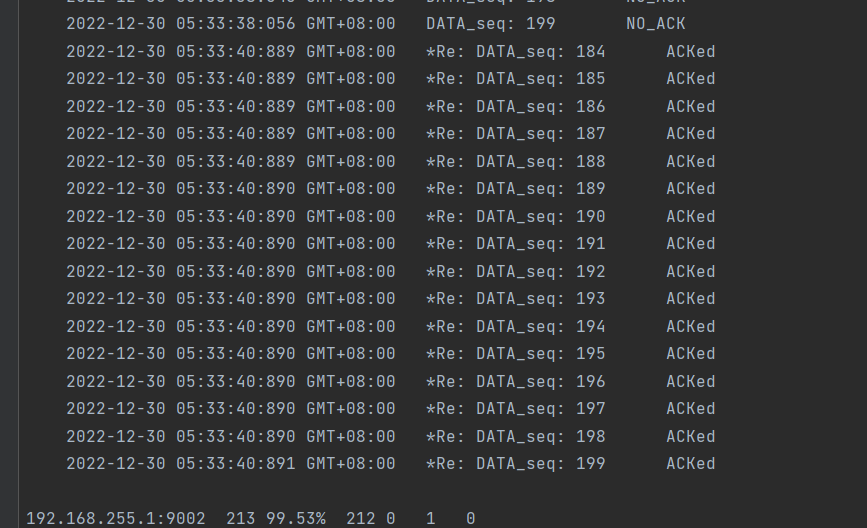 2022-12-30 05:33:38:056 GMT+08:00 DATA_seq: 199 NO_ACK
2022-12-30 05:33:40:889 GMT+08:00 *Re: DATA_seq: 184 ACKed
2022-12-30 05:33:40:889 GMT+08:00 *Re: DATA_seq: 185 ACKed
2022-12-30 05:33:40:889 GMT+08:00 *Re: DATA_seq: 186 ACKed
2022-12-30 05:33:40:889 GMT+08:00 *Re: DATA_seq: 187 ACKed
2022-12-30 05:33:40:889 GMT+08:00 *Re: DATA_seq: 188 ACKed
2022-12-30 05:33:40:890 GMT+08:00 *Re: DATA_seq: 189 ACKed
2022-12-30 05:33:40:890 GMT+08:00 *Re: DATA_seq: 190 ACKed
2022-12-30 05:33:40:890 GMT+08:00 *Re: DATA_seq: 191 ACKed
2022-12-30 05:33:40:890 GMT+08:00 *Re: DATA_seq: 192 ACKed
2022-12-30 05:33:40:890 GMT+08:00 *Re: DATA_seq: 193 ACKed
2022-12-30 05:33:40:890 GMT+08:00 *Re: DATA_seq: 194 ACKed
2022-12-30 05:33:40:890 GMT+08:00 *Re: DATA_seq: 195 ACKed
2022-12-30 05:33:40:890 GMT+08:00 *Re: DATA_seq: 196 ACKed
2022-12-30 05:33:40:890 GMT+08:00 *Re: DATA_seq: 197 ACKed
2022-12-30 05:33:40:890 GMT+08:00 *Re: DATA_seq: 198 ACKed
2022-12-30 05:33:40:891 GMT+08:00 *Re: DATA_seq: 199 ACKed
192.168.255.1:9002 213 99.53% 212 0 1 0